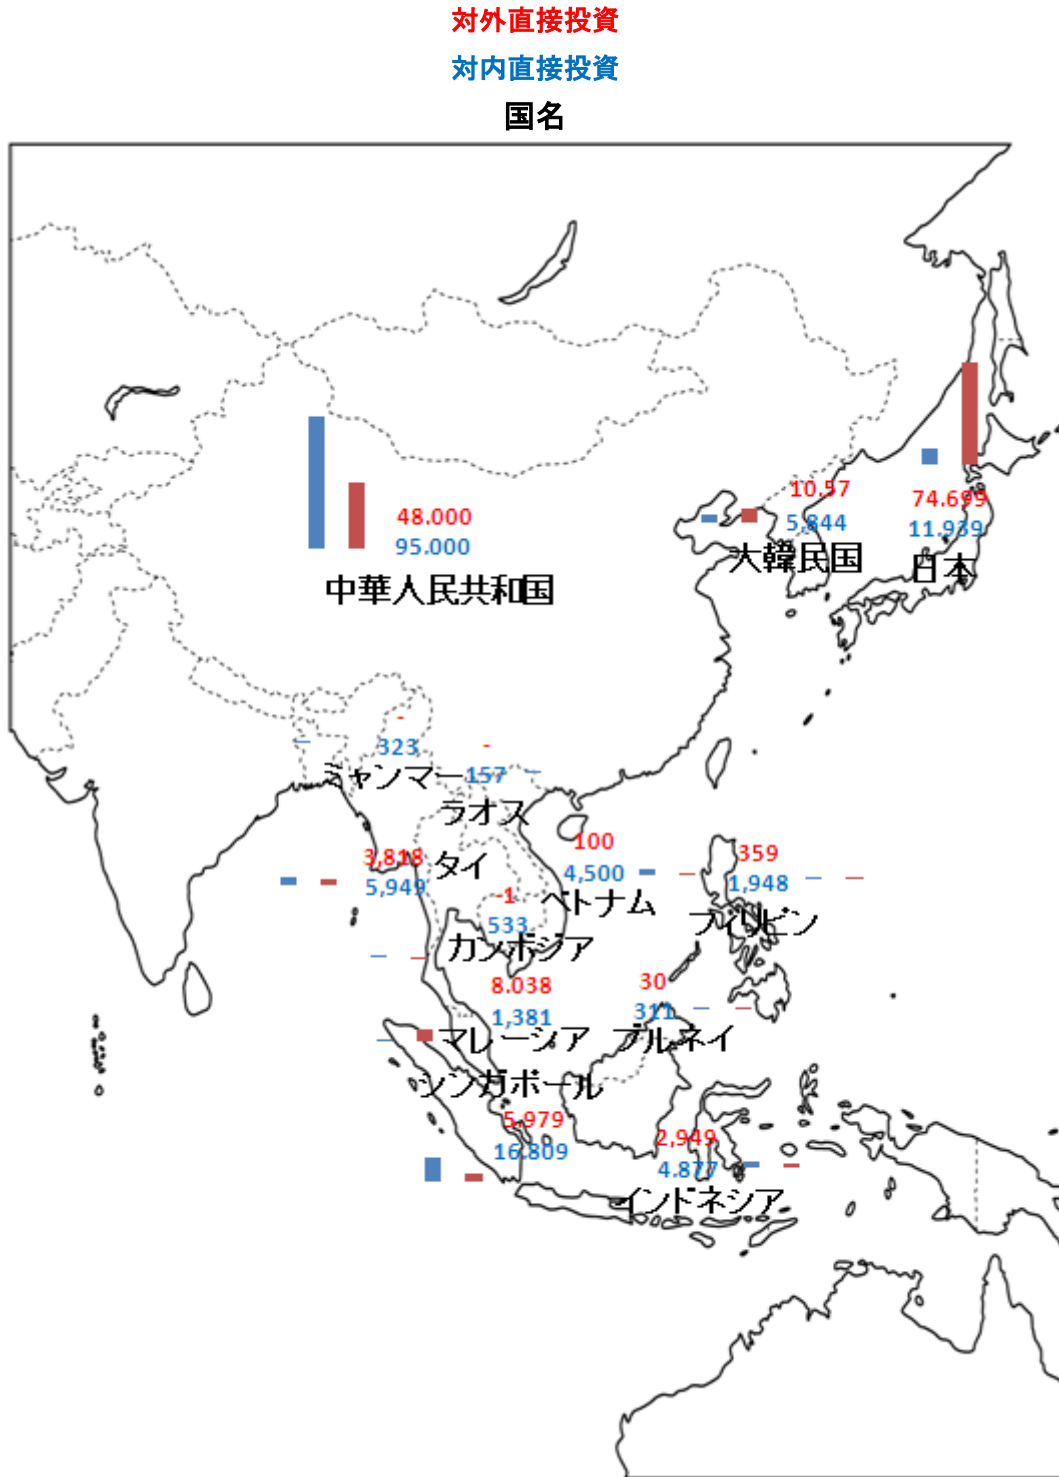 対外直接投資
対内直接投資
国名
48.000
95.000
中華人民共和国
10,57
5,844
大韓民国
74.699
11.939
日本
-
323
ミャンマー
-
157
ラオス
3,818
5,949
タイ
100
4,500
ベトナム
359
1,948
フィリピン
-1
533
カンボジア
8.038
1,381
マレーシア
30
311
ブルネイ
シンガポール
5,979
16.809
2,949
4.877
インドネシア